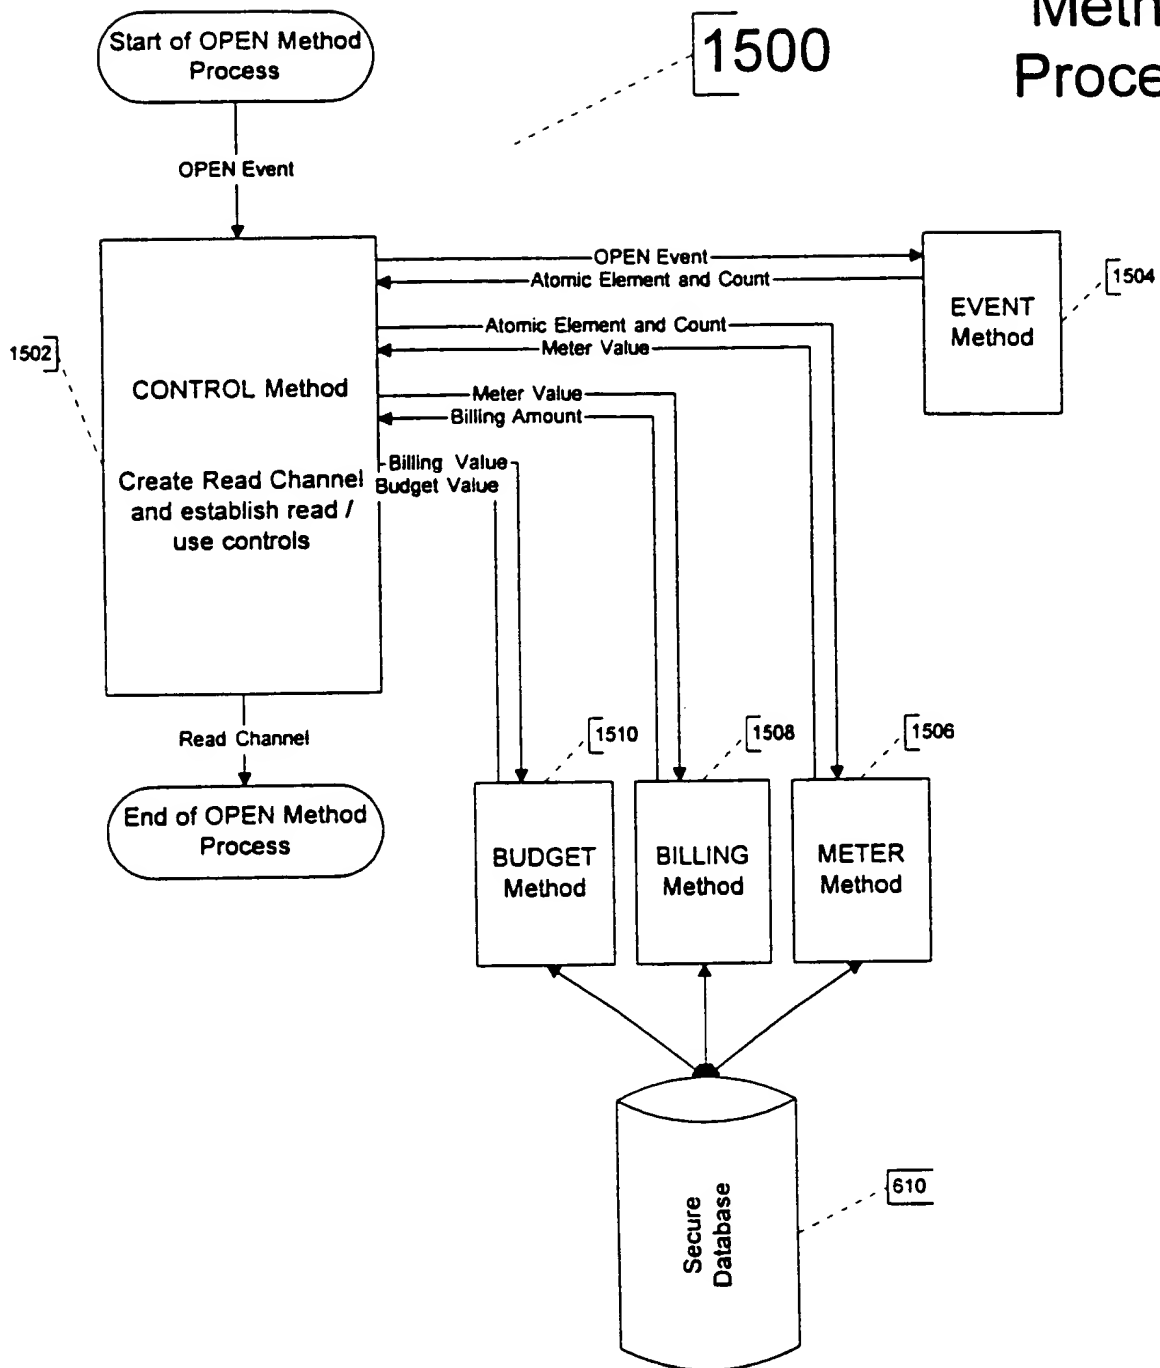 Start of OPEN Method
Process
1500
OPEN Event
OPEN Event
Atomic Element and Count
EVENT
Method
1504
Atomic Element and Count
Meter Value
1502
CONTROL Method
Meter Value
Billing Amount
Billing Value
Budget Value
Create Read Channel
and establish read /
use controls
Read Channel
1510
1508
1506
End of OPEN Method
Process
BUDGET
Method
BILLING
Method
METER
Method
Secure
Database
610